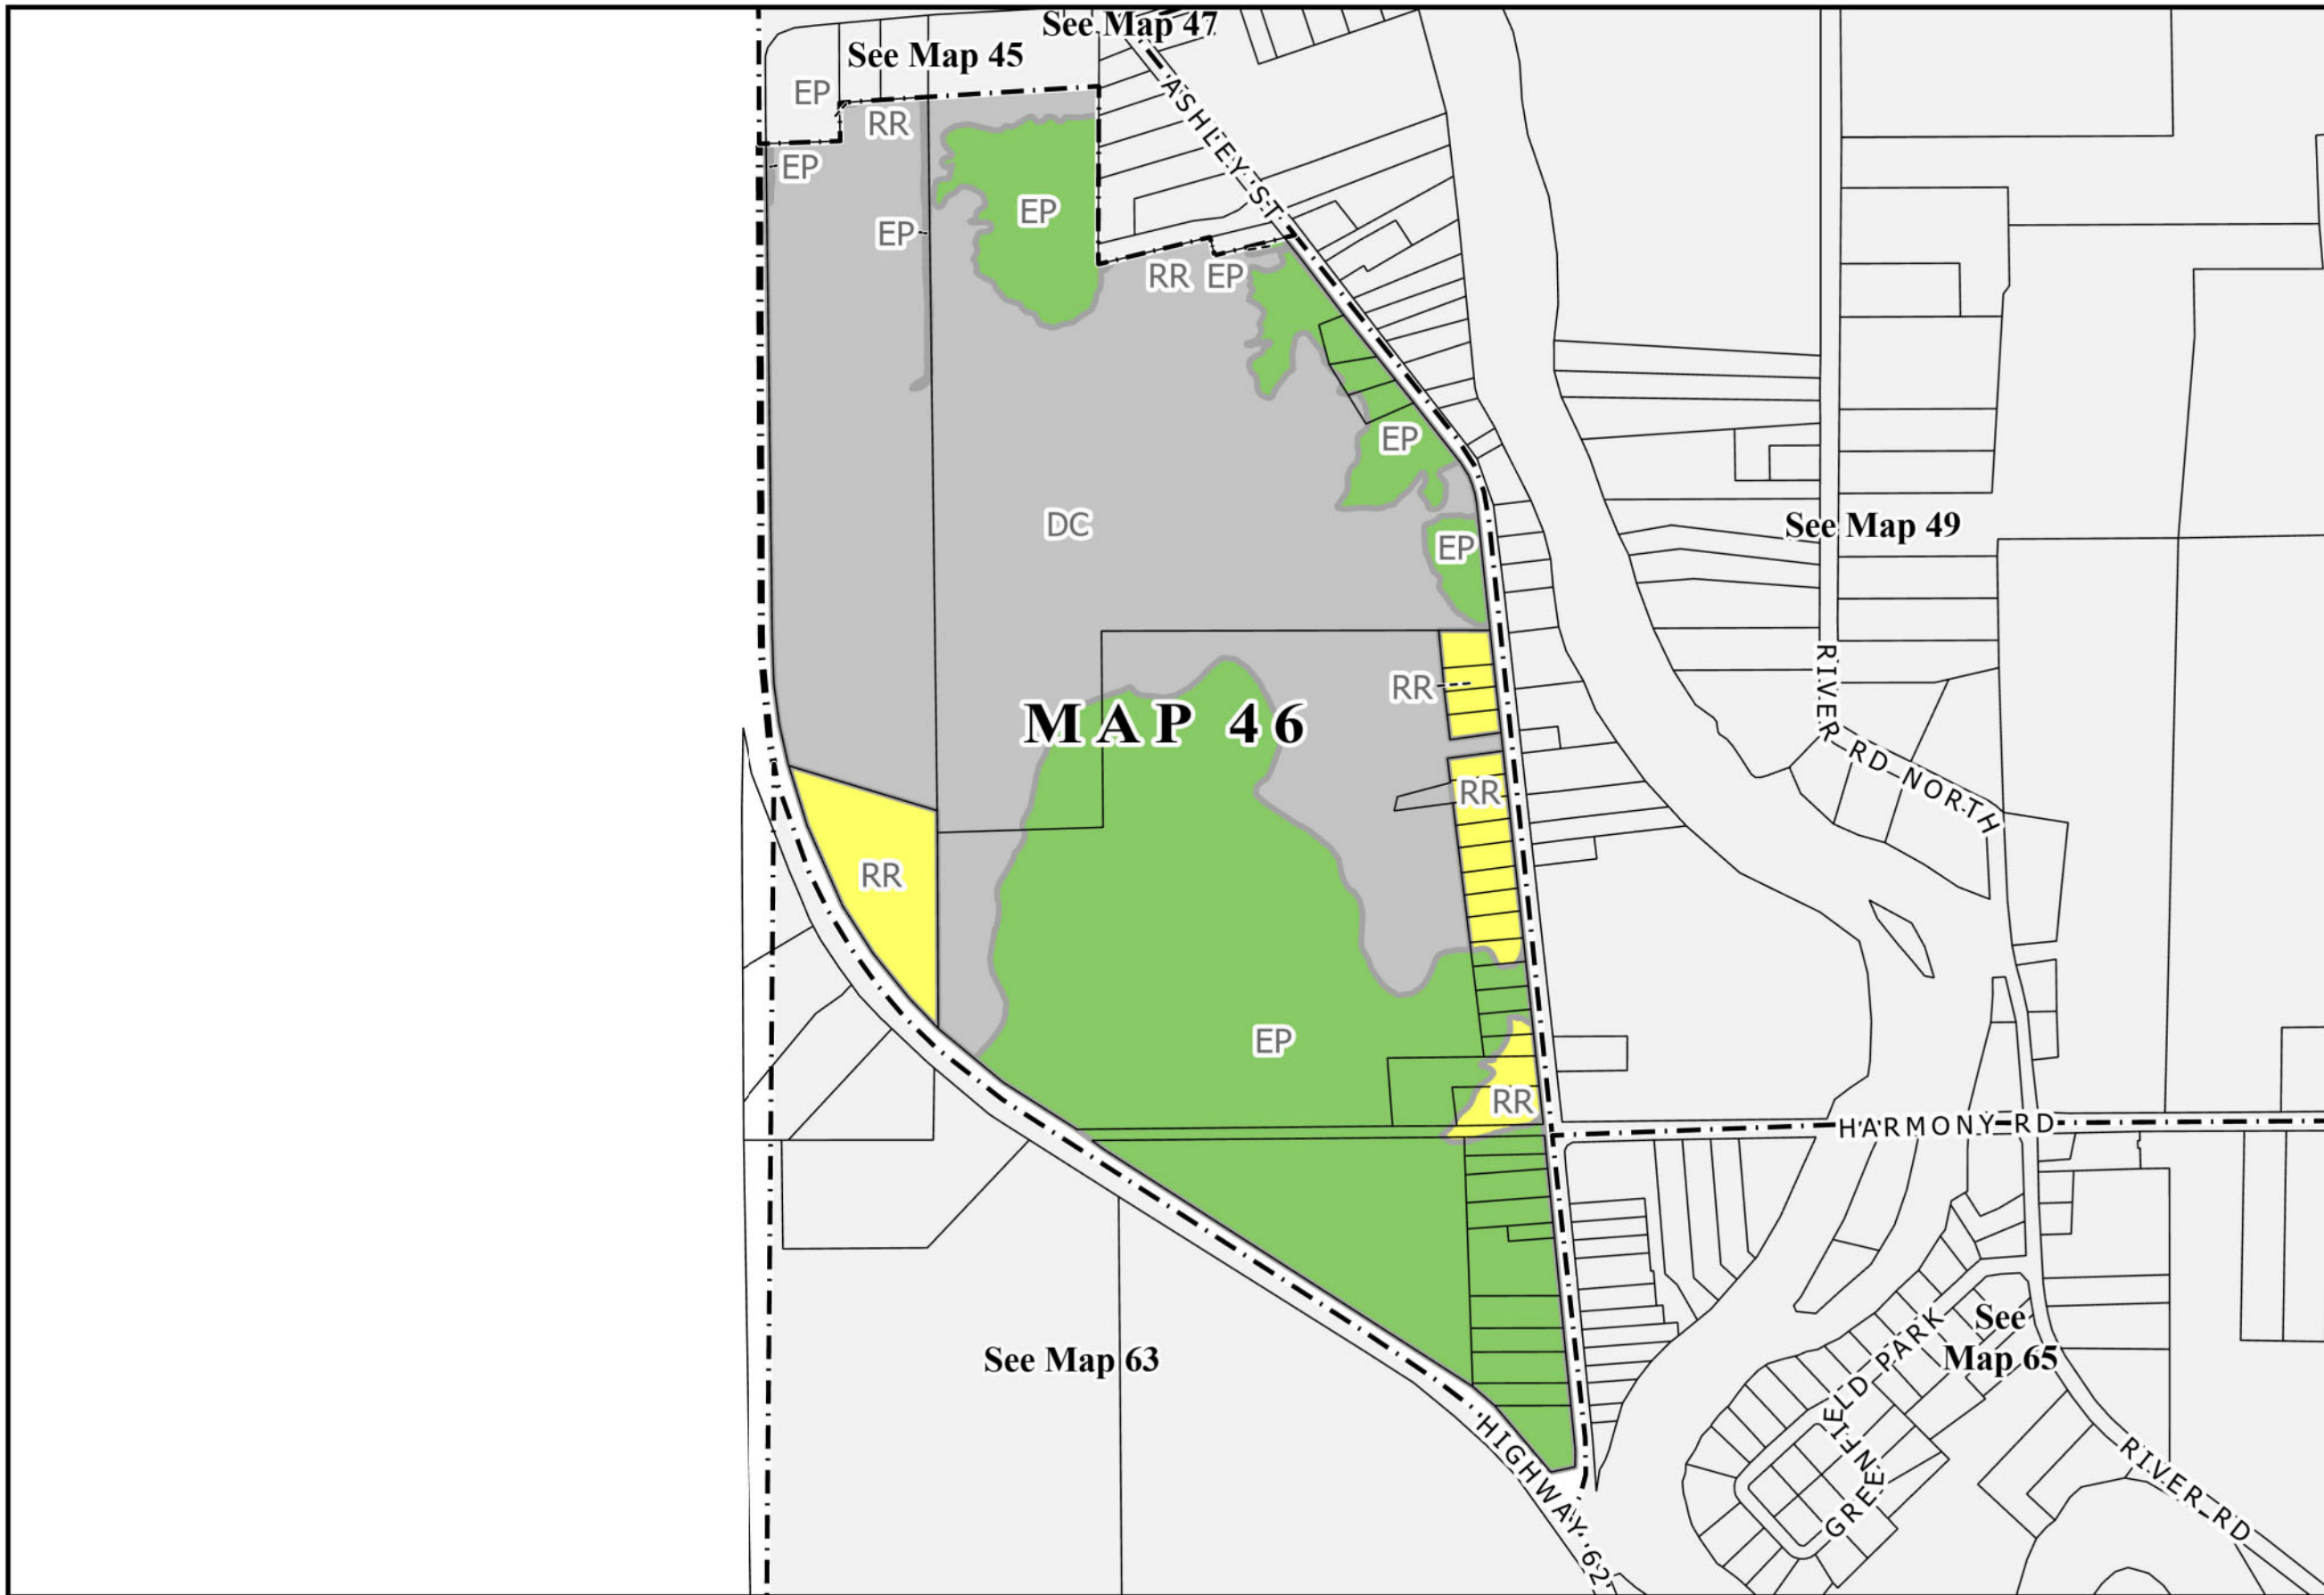 See Map 47
See Map 45
EP
RR
EP
EP
EP
ASHLEY ST
RR
EP
EP
DC
EP
See Map 49
RR
RIVER RD NORTH
MAP 46
RR
RR
EP
RR
HARMONY RD
See
Map 65
See Map 63
GREENFIELD PARK
RIVER RD
HIGHWAY 62